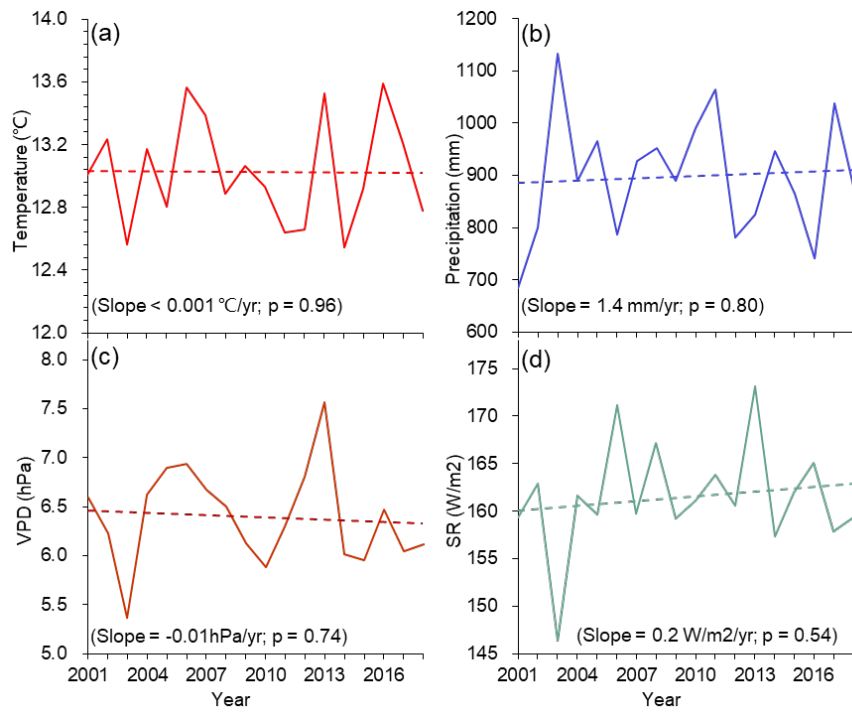 (a)
14.0
13.6
13.2
12.8
12.4
12.0
Temperature (℃)
(Slope < 0.001 ℃/yr; p = 0.96)
(b)
1200
1100
1000
900
800
700
600
Precipitation (mm)
(Slope = 1.4 mm/yr; p = 0.80)
(c)
8.0
7.5
7.0
6.5
6.0
5.5
5.0
VPD (hPa)
(Slope = -0.01hPa/yr; p = 0.74)
2001 2004 2007 2010 2013 2016
Year
(d)
175
170
165
160
155
150
145
SR (W/m2)
(Slope = 0.2 W/m2/yr; p = 0.54)
2001 2004 2007 2010 2013 2016
Year